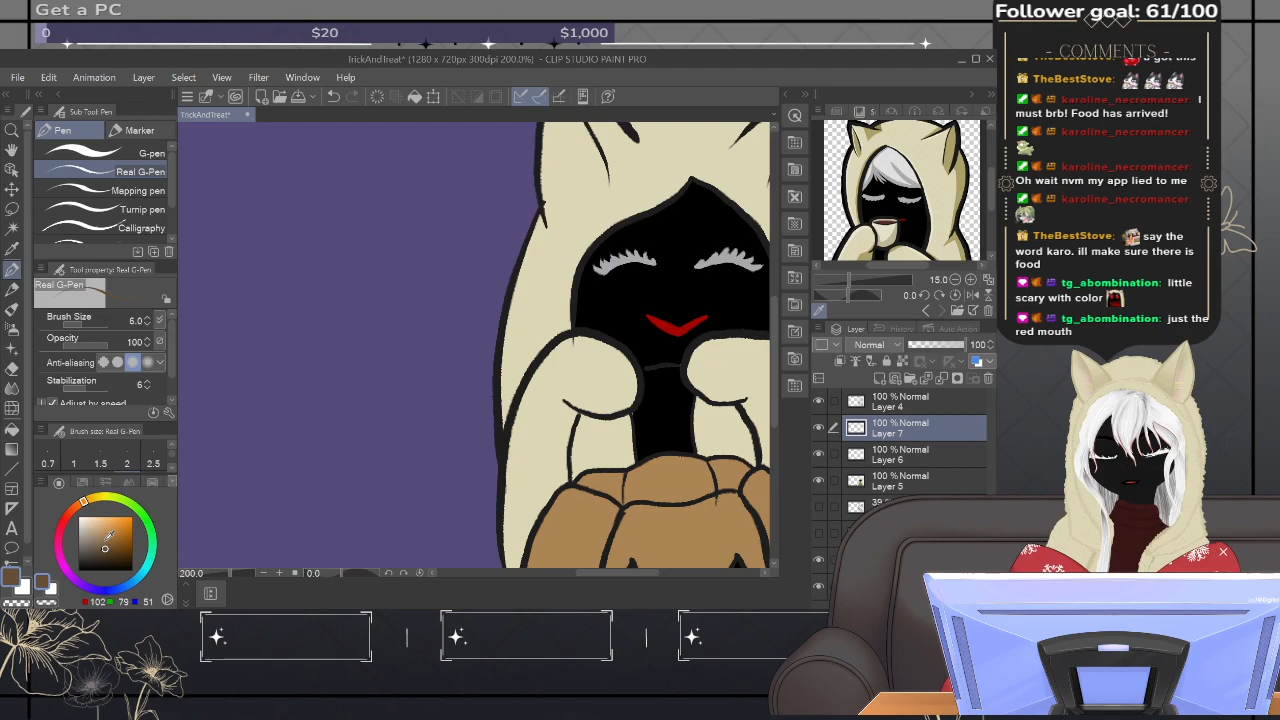 Get a PC
0
$20
$1,000
Follower goal: 61/100
TrickAndTreat* (1280 x 720px 300dpi 200.0%) - CLIP STUDIO PAINT PRO
File
Edit
Animation
Layer
Select
View
Filter
Window
Help
Sub Tool Pen
TrickAndTreat*
Pen
Marker
G-pen
Real G-Pen
Mapping pen
Turnip pen
Calligraphy
Tool property: Real G-Pen
Real G-Pen
Brush Size 6.0
Opacity 100
Anti-aliasing
Stabilization 6
Adjust by speed
Brush size: Real G-Pen
0.7
1
1.5
2
2.5
102
79
51
200.0
0.0
15.0
0.0
Layer
History
Auto Action
Normal
100
100 % Normal
Layer 4
100 % Normal
Layer 7
100 % Normal
Layer 6
100 % Normal
Layer 5
- COMMENTS -
TheBestStove:
karoline_necromancer: I
must brb! Food has arrived!
karoline_necromancer:
karoline_necromancer:
Oh wait nvm my app lied to me
karoline_necromancer:
TheBestStove: say the
word karo. ill make sure there is
food
tg_abombination: little
scary with color
tg_abombination: just the
red mouth